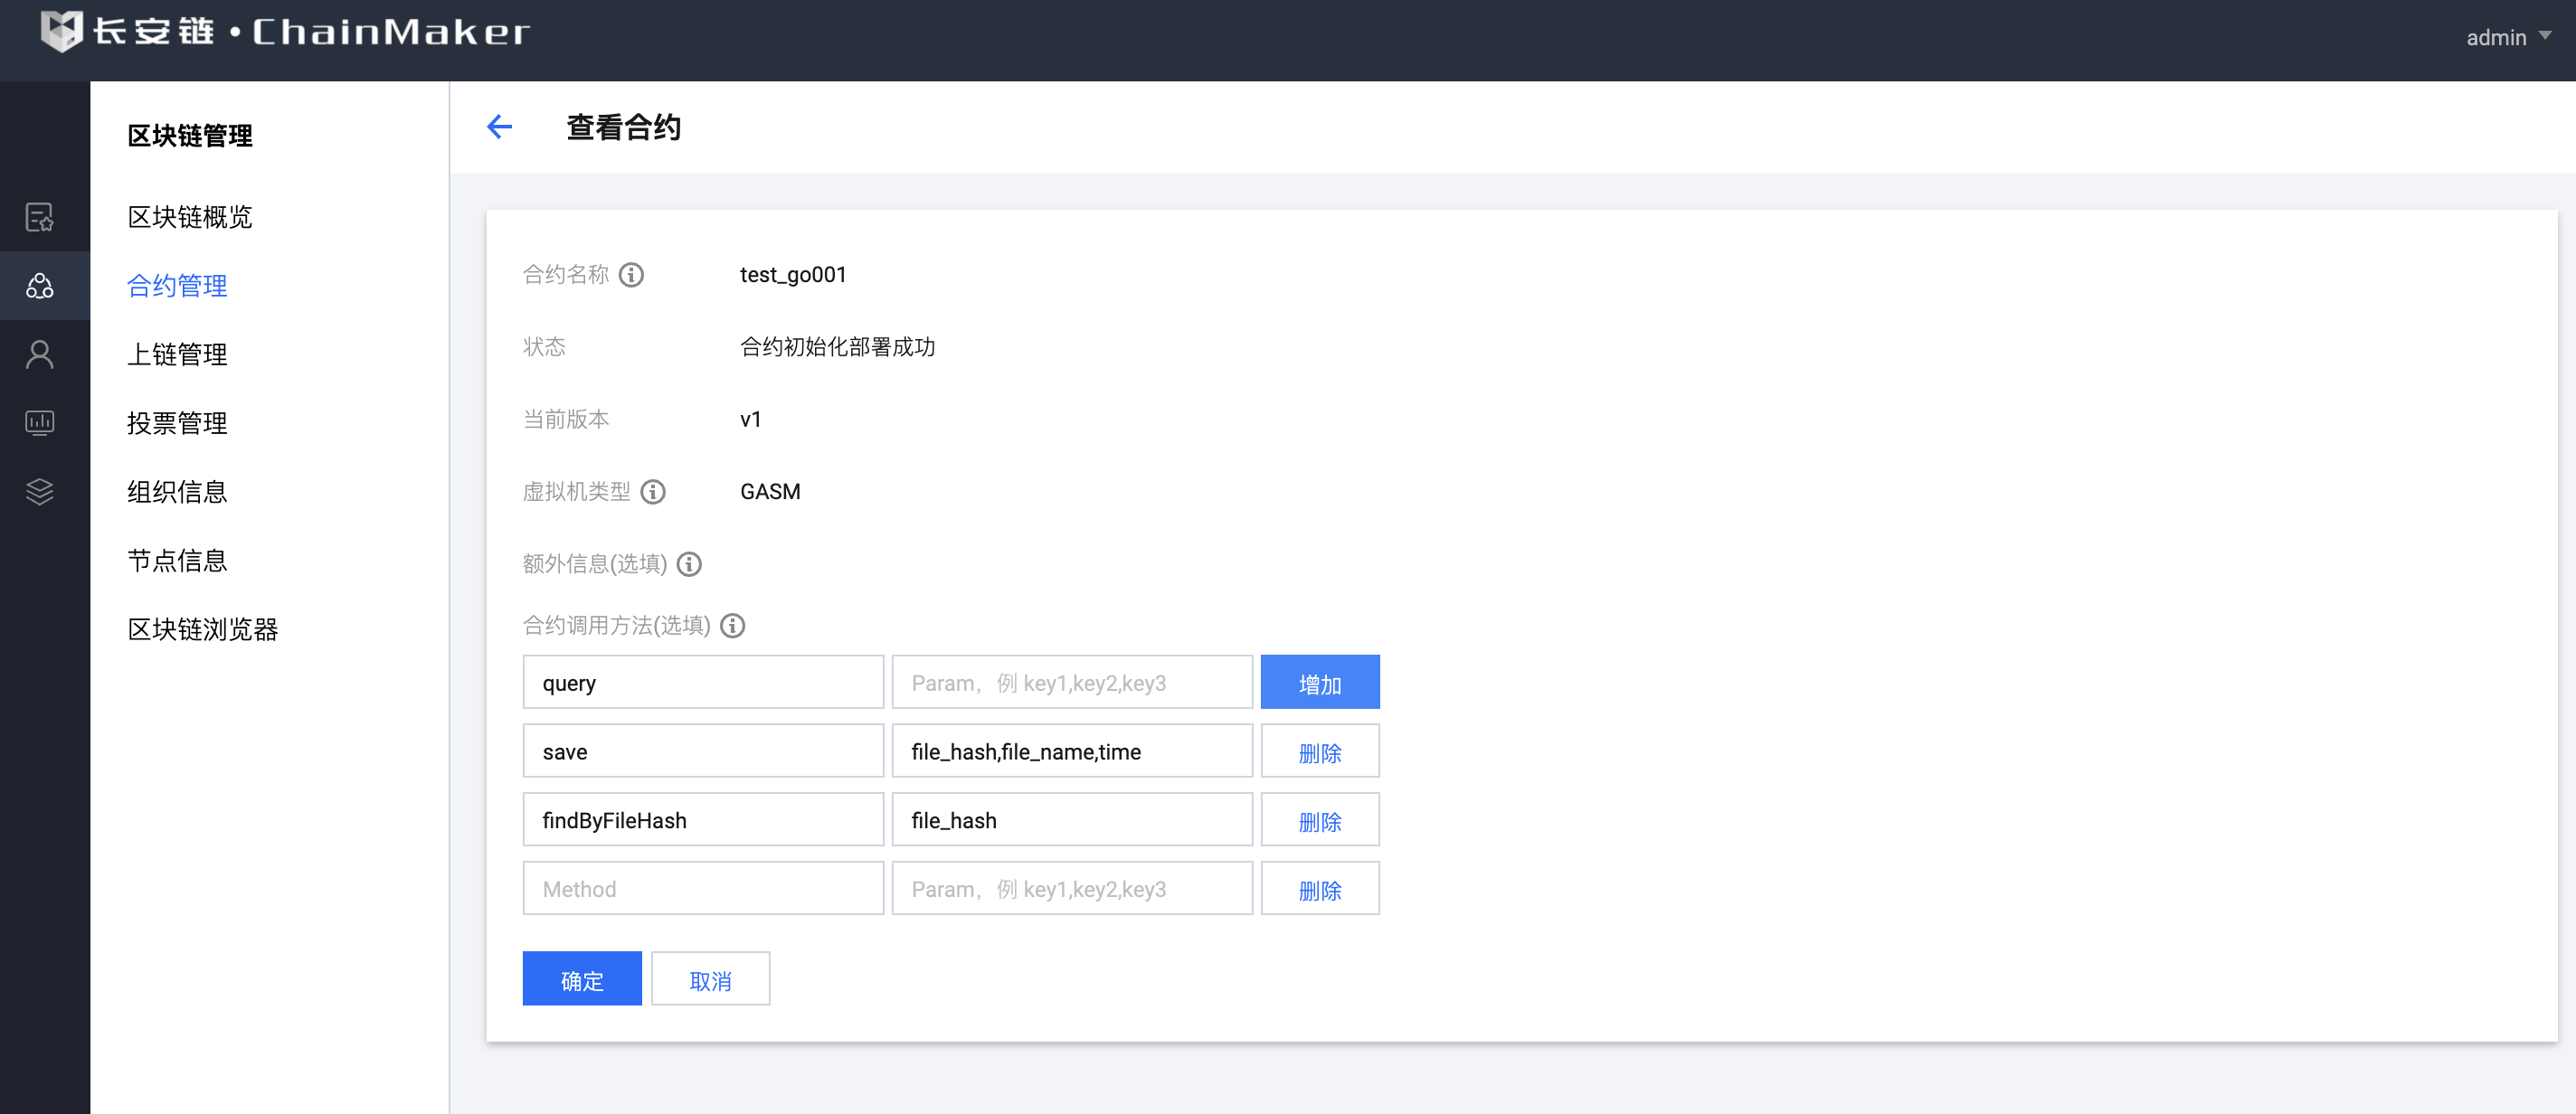 长安链·ChainMaker
admin
区块链管理
区块链概览
合约管理
上链管理
投票管理
组织信息
节点信息
区块链浏览器
查看合约
合约名称 test_go001
状态 合约初始化部署成功
当前版本 v1
虚拟机类型 GASM
额外信息(选填)
合约调用方法(选填)
query Param，例 key1,key2,key3 增加
save file_hash,file_name,time 删除
findByFileHash file_hash 删除
Method Param，例 key1,key2,key3 删除
确定 取消